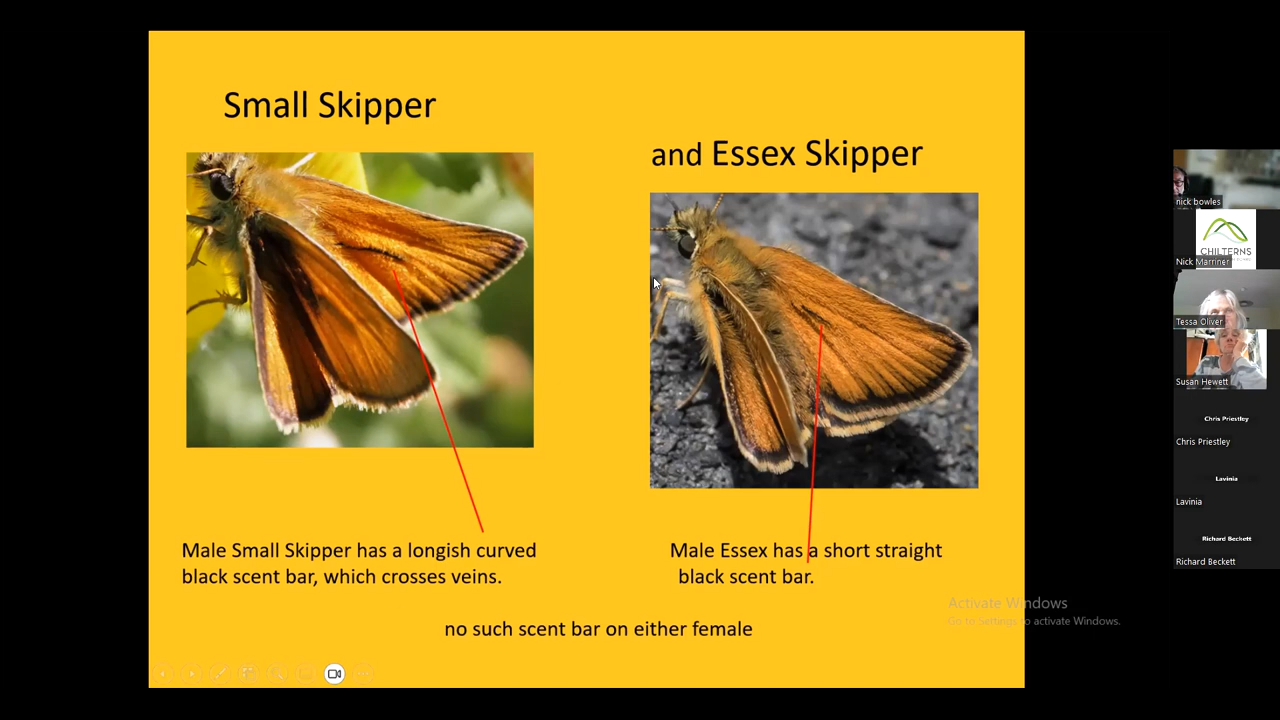 Small Skipper
and Essex Skipper
Male Small Skipper has a longish curved
black scent bar, which crosses veins.
Male Essex has a short straight
black scent bar.
no such scent bar on either female
Activate Windows
Go to Settings to activate Windows.
nick bowles
CHILTERNS
Nick Marriner
Tessa Oliver
Susan Hewett
Chris Priestley
Chris Priestley
Lavinia
Lavinia
Richard Beckett
Richard Beckett